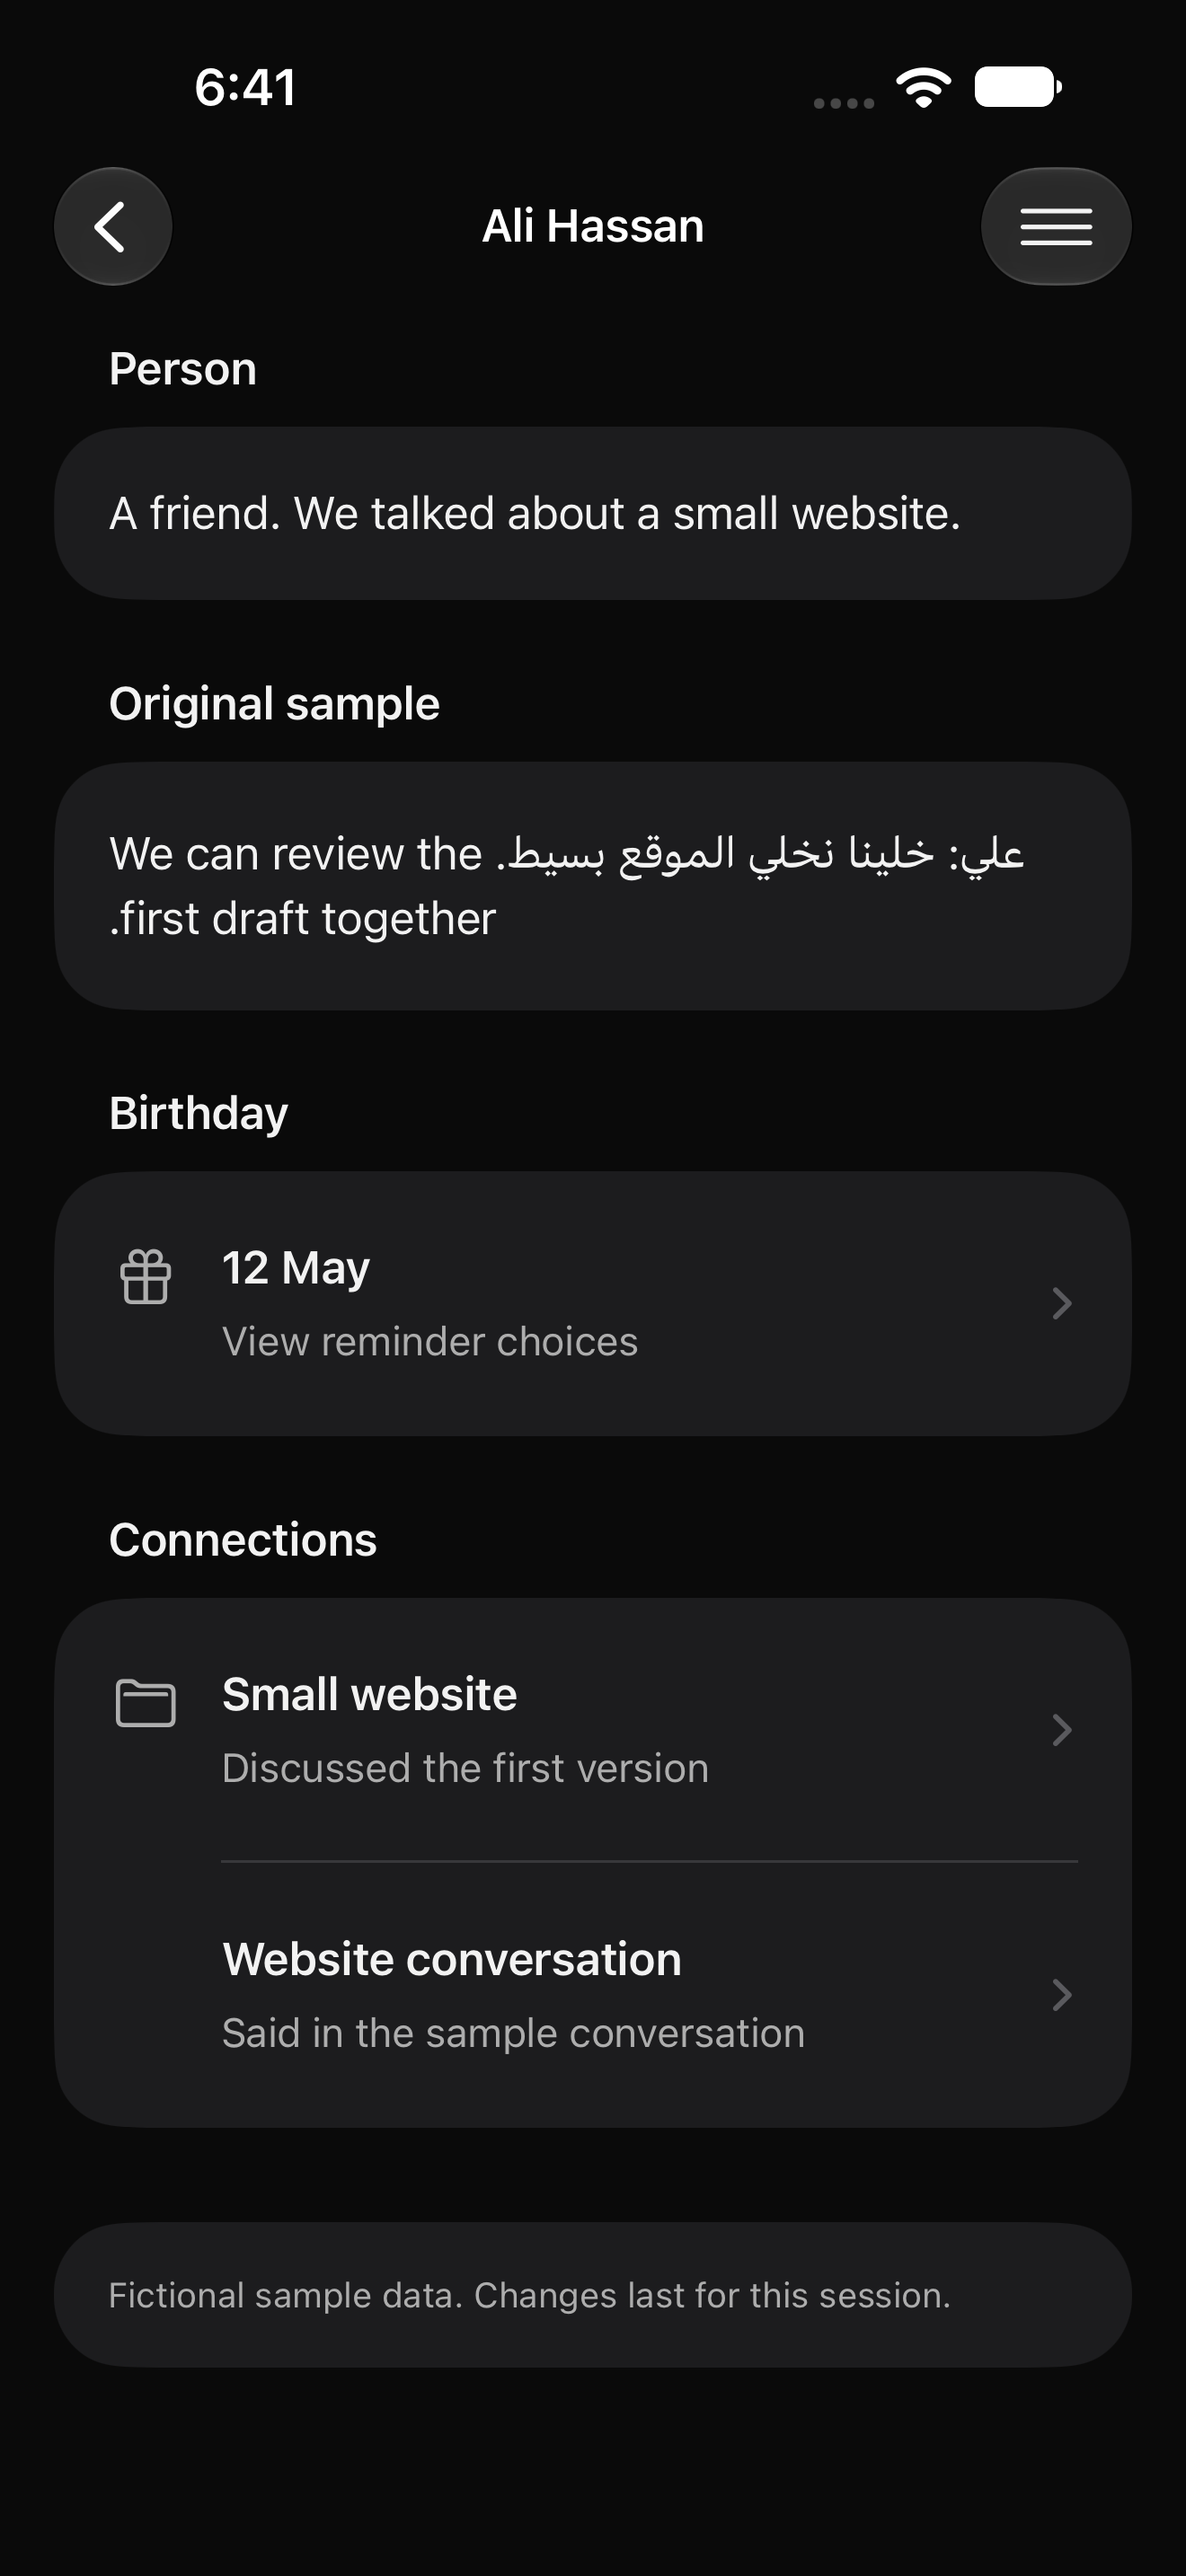 6:41
Ali Hassan
Person
A friend. We talked about a small website.
Original sample
علي: خلينا نخلي الموقع بسيط. We can review the
first draft together.
Birthday
12 May
View reminder choices
Connections
Small website
Discussed the first version
Website conversation
Said in the sample conversation
Fictional sample data. Changes last for this session.